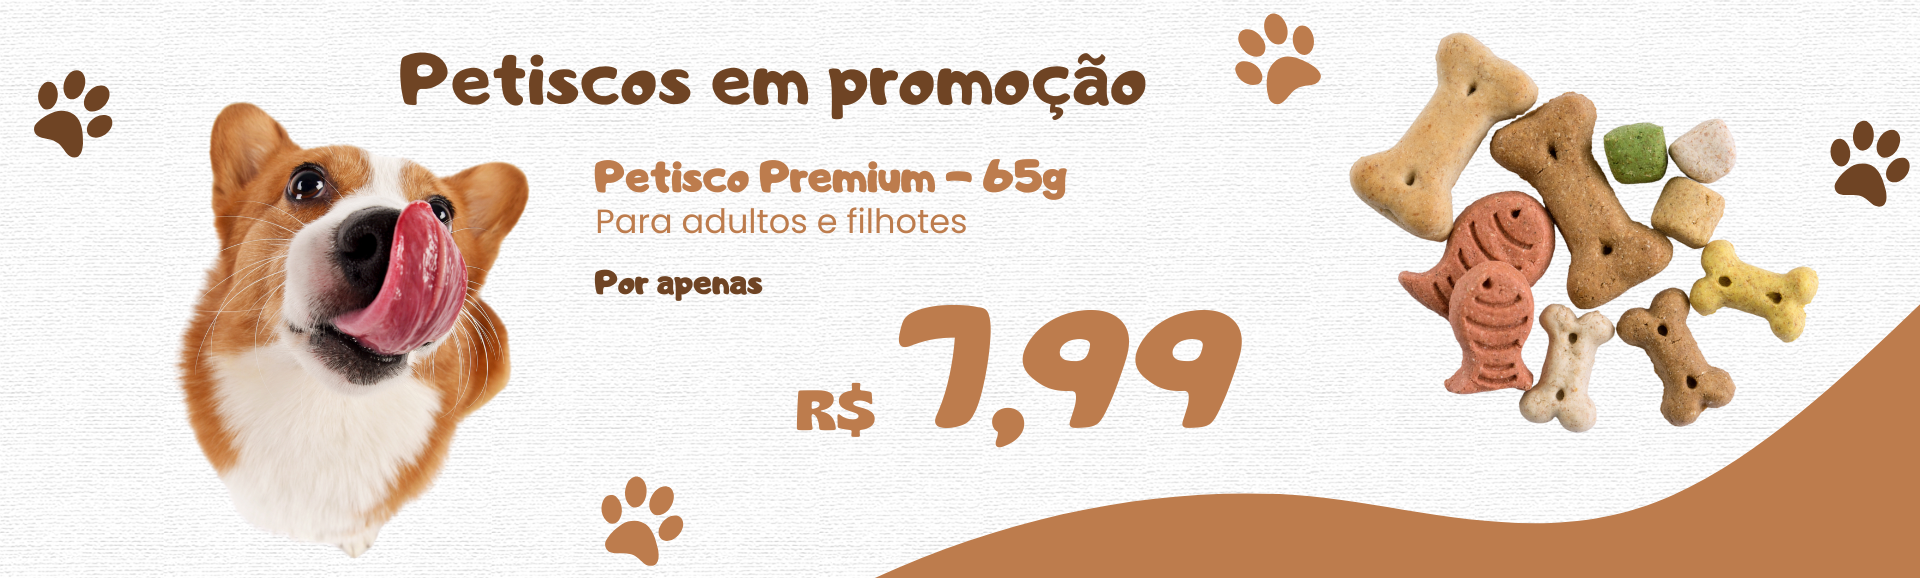 Petiscos em promoção
Petisco Premium - 65g
Para adultos e filhotes
Por apenas
R$ 7,99